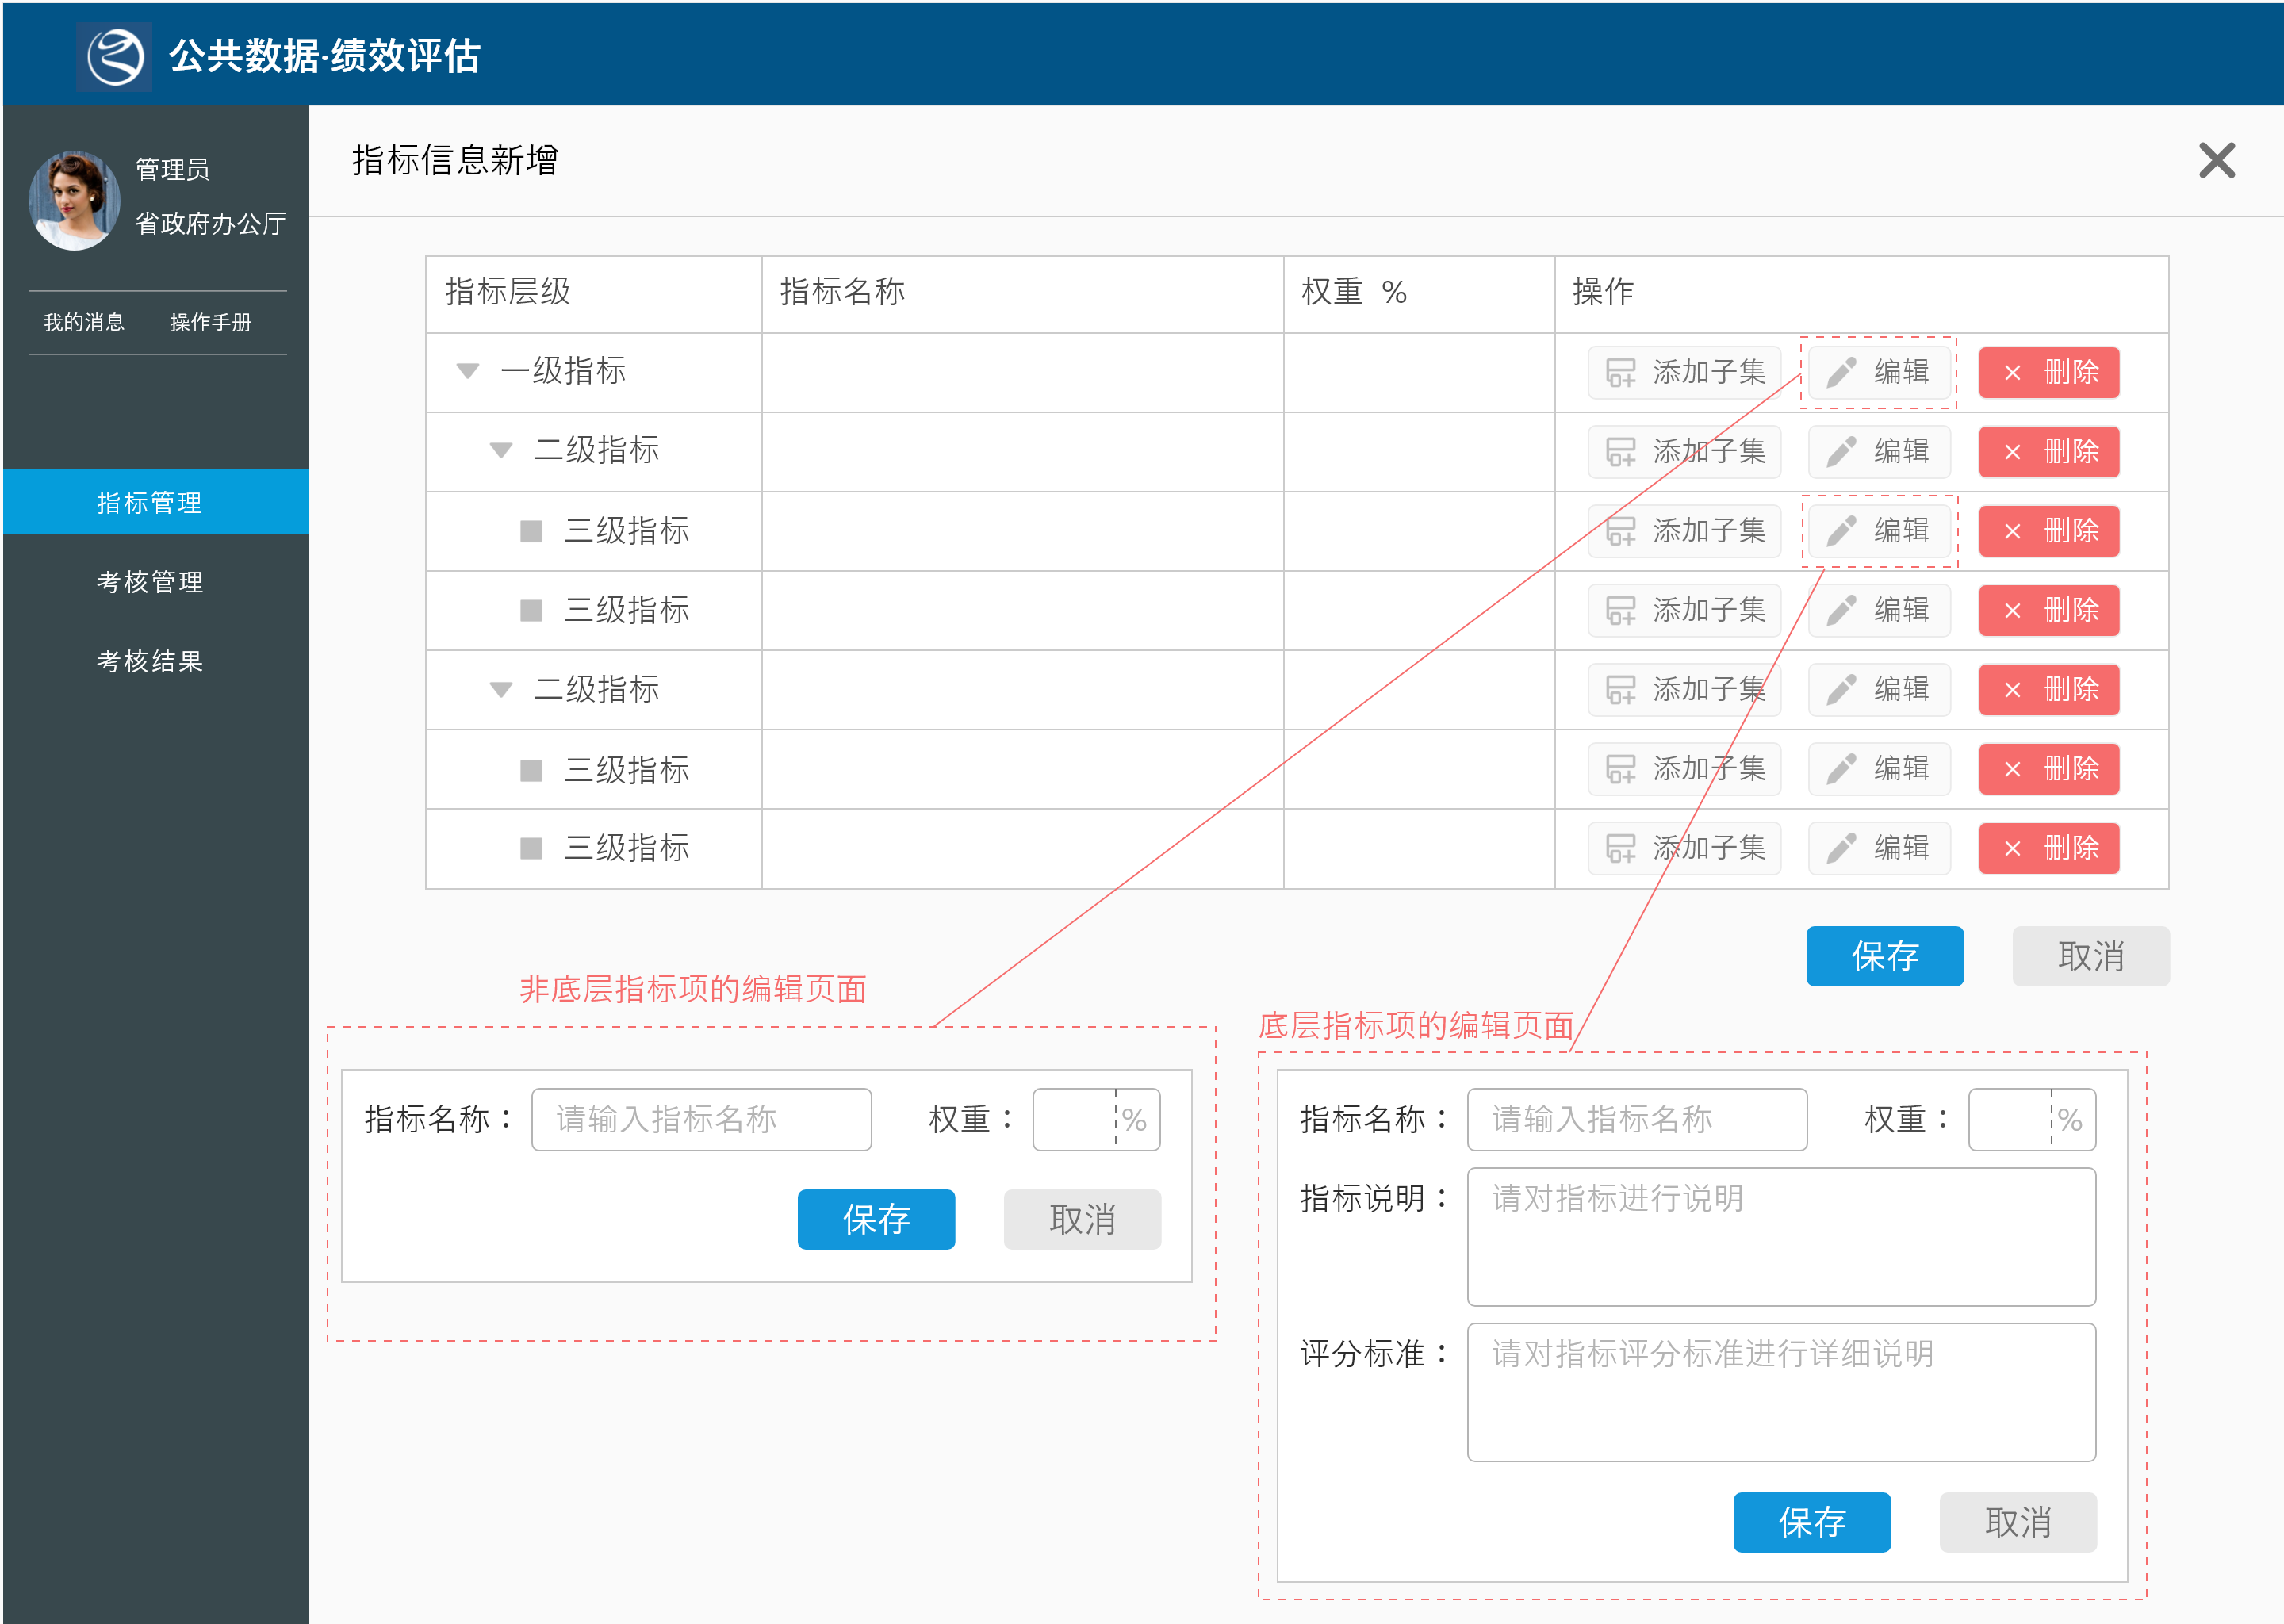 公共数据·绩效评估
管理员
省政府办公厅
我的消息 操作手册
指标管理
考核管理
考核结果
指标信息新增
指标层级 指标名称 权重 % 操作
一级指标 添加子集 编辑 × 删除
二级指标 添加子集 编辑 × 删除
三级指标 添加子集 编辑 × 删除
三级指标 添加子集 编辑 × 删除
二级指标 添加子集 编辑 × 删除
三级指标 添加子集 编辑 × 删除
三级指标 添加子集 编辑 × 删除
保存 取消
非底层指标项的编辑页面
指标名称： 请输入指标名称 权重： %
保存 取消
底层指标项的编辑页面
指标名称： 请输入指标名称 权重： %
指标说明： 请对指标进行说明
评分标准： 请对指标评分标准进行详细说明
保存 取消